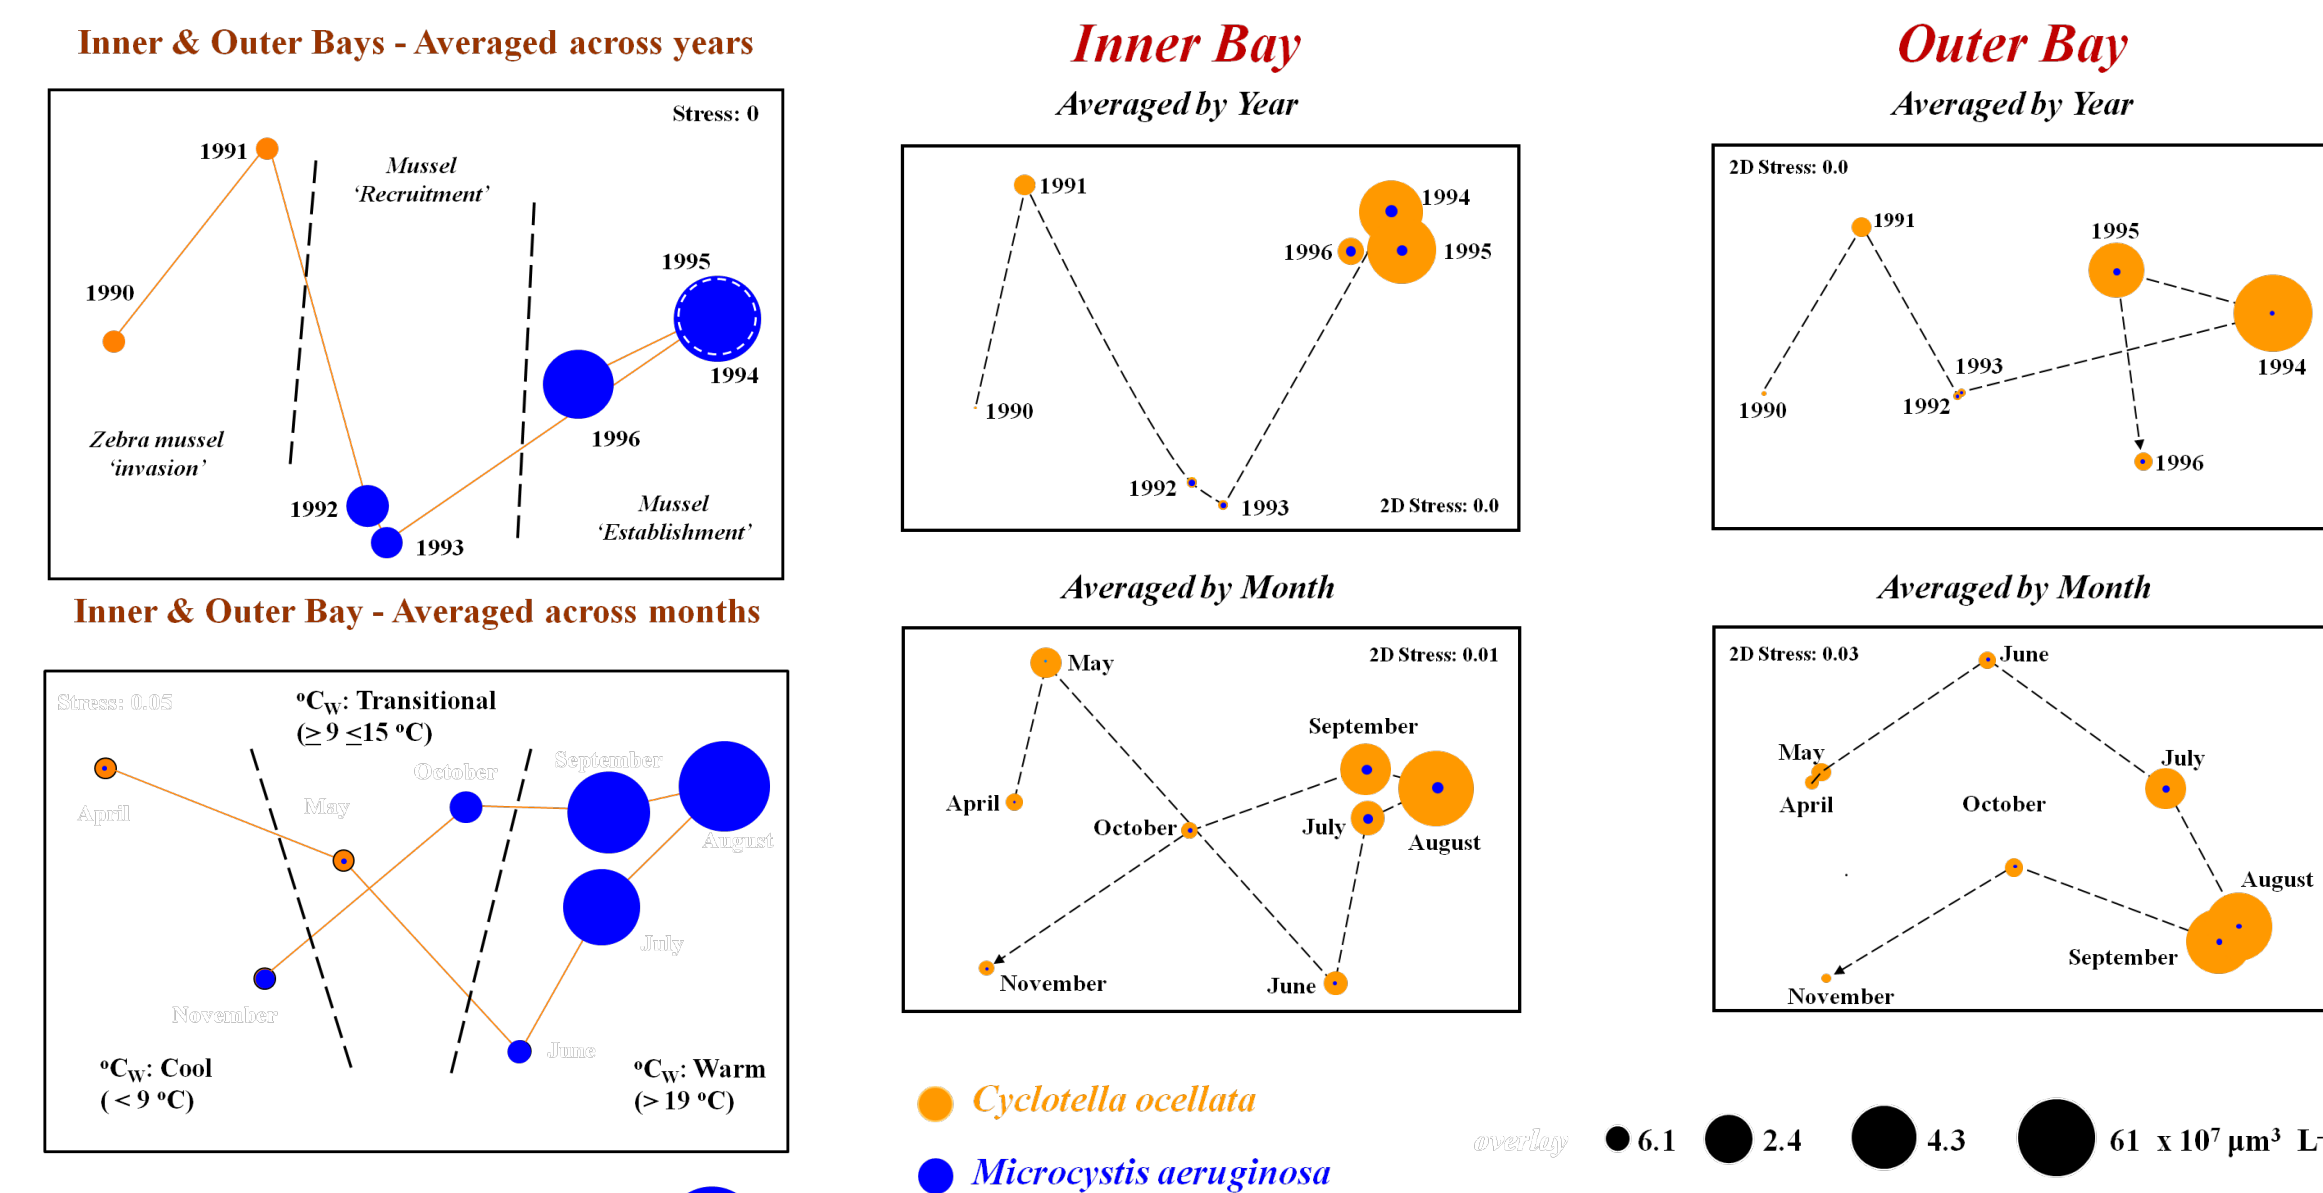 Inner & Outer Bays - Averaged across years
Stress: 0
1991
Mussel
‘Recruitment’
1990
1995
1994
1996
Zebra mussel
‘invasion’
1992
1993
Mussel
‘Establishment’
Inner & Outer Bay - Averaged across months
Stress: 0.05
ºCW: Transitional
(≥ 9 ≤15 ºC)
October
September
May
April
August
July
November
June
ºCW: Cool
( < 9 ºC)
ºCW: Warm
(> 19 ºC)
Inner Bay
Averaged by Year
1991
1994
1996
1995
1990
1992
1993
2D Stress: 0.0
Averaged by Month
May
2D Stress: 0.01
September
April
October
July
August
November
June
Outer Bay
Averaged by Year
2D Stress: 0.0
1991
1995
1993
1994
1990
1992
1996
Averaged by Month
2D Stress: 0.03
June
May
July
April
October
August
September
November
Cyclotella ocellata
Microcystis aeruginosa
overlay 6.1 2.4 4.3 61 x 10⁷ µm³ L⁻